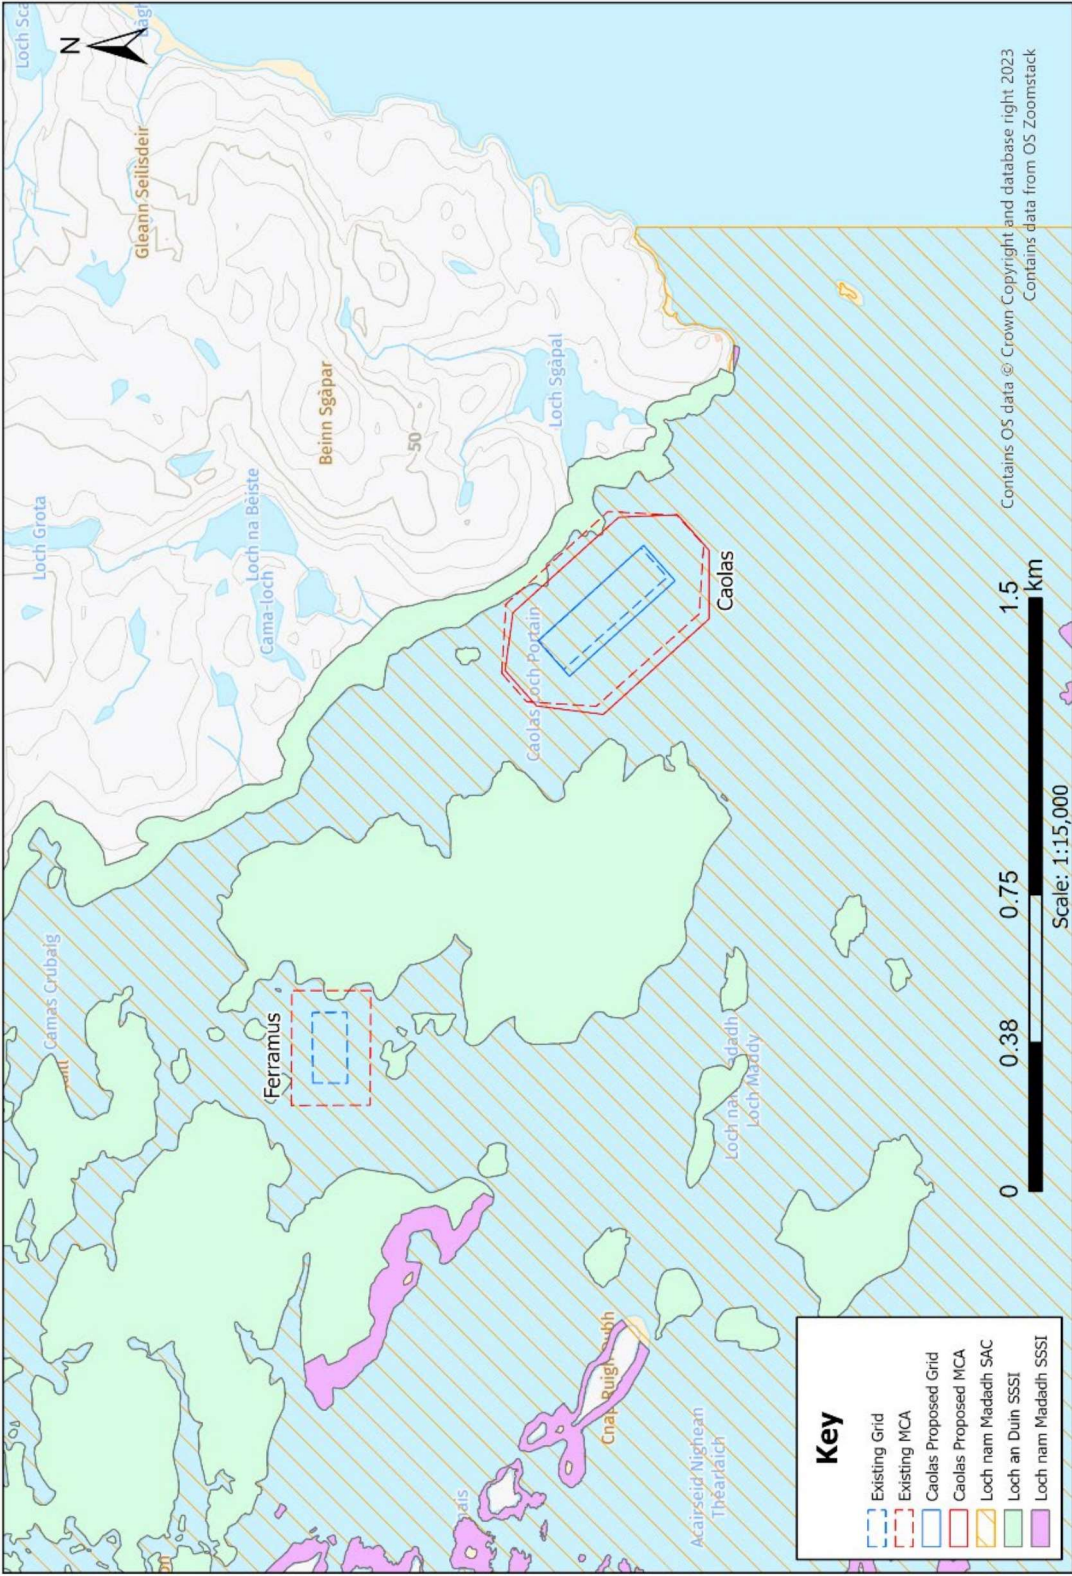 Loch Sca
N
Gleann Seilisdeir
Loch Grota
Beinn Sgàpar
50
Loch na Bèiste
Cama-loch
Loch Sgàpal
Camas Crubaig
Ferramus
Caolas Loch Portain
Caolas
Loch nam Madadh
Loch Maddy
Cnap Ruigh Dubh
Acairseid Nighean
Thèarlaich
Key
Existing Grid
Existing MCA
Caolas Proposed Grid
Caolas Proposed MCA
Loch nam Madadh SAC
Loch an Duin SSSI
Loch nam Madadh SSSI
0
0.38
0.75
1.5
km
Scale: 1:15,000
Contains OS data © Crown Copyright and database right 2023
Contains data from OS Zoomstack